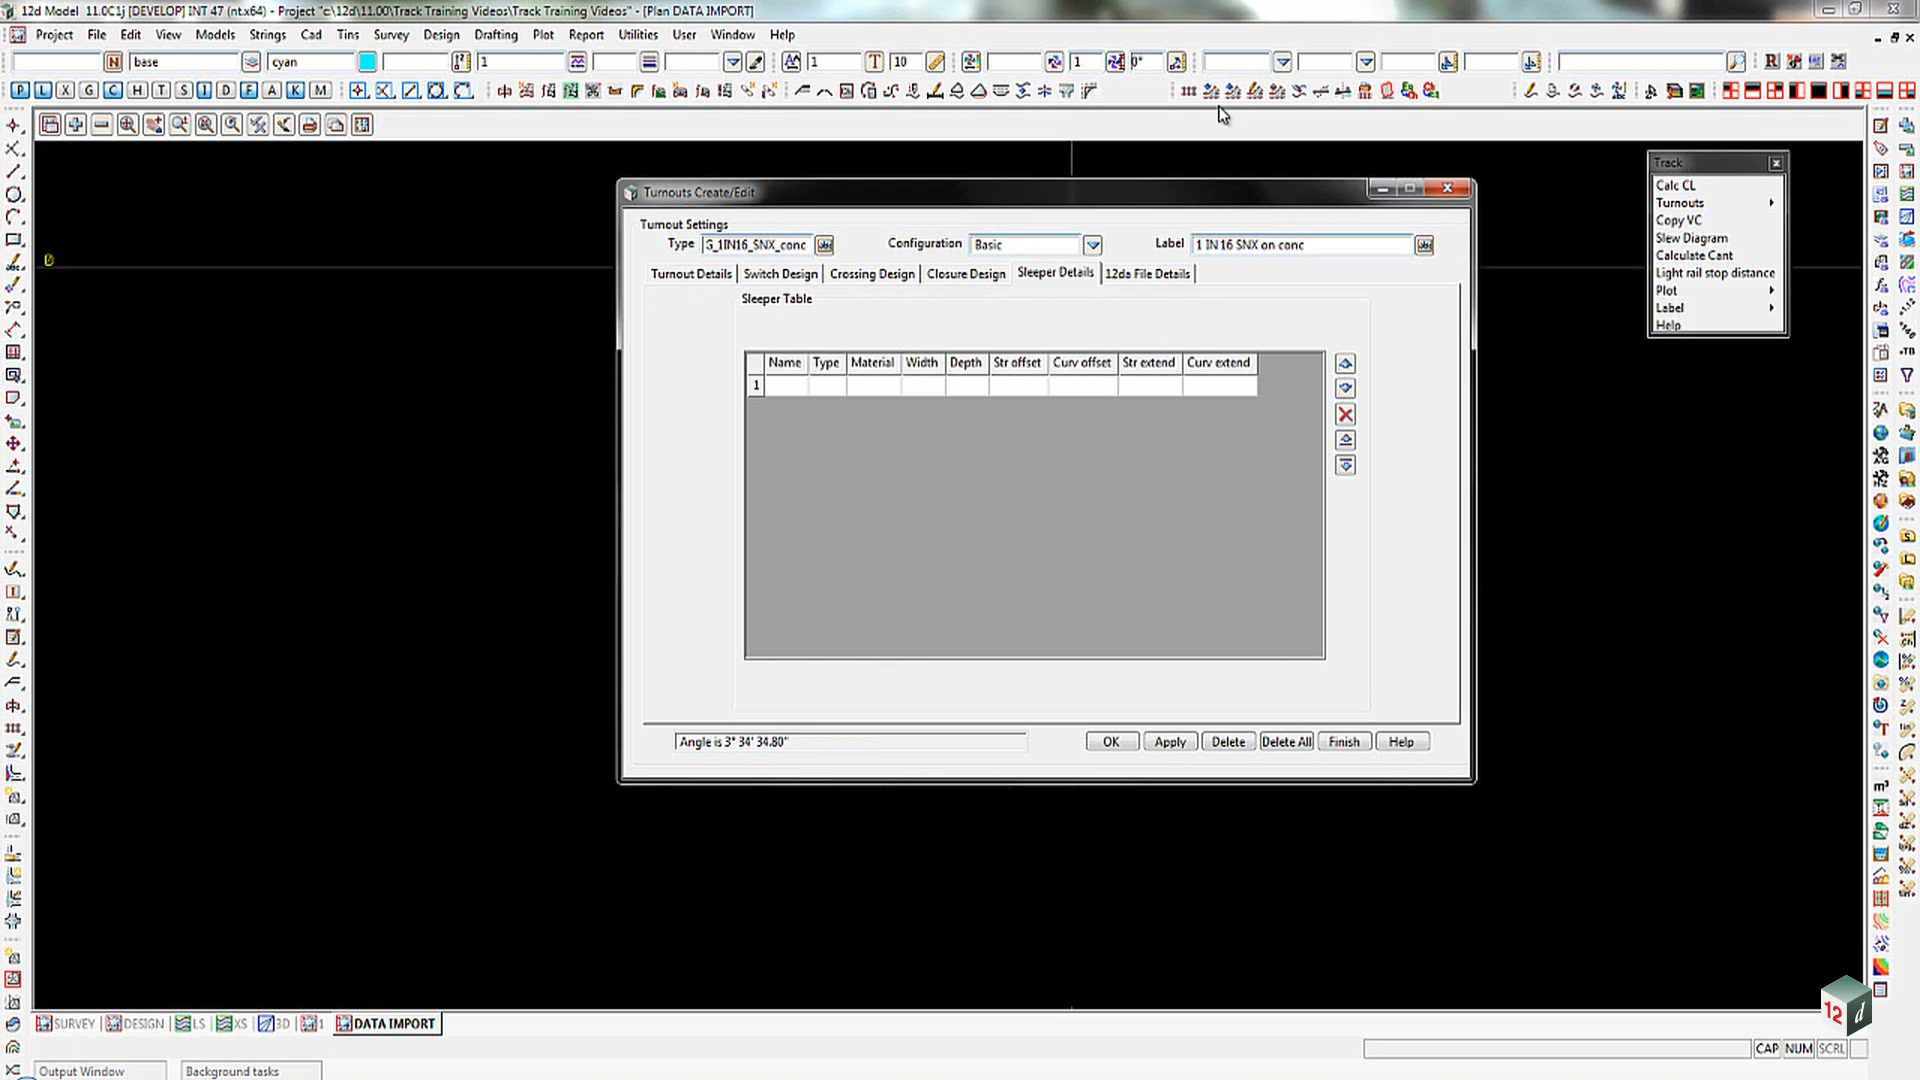 12d Model 11.0C1j [DEVELOP] INT 47 (nt.x64) - Project "c:\12d\11.00\Track Training Videos\Track Training Videos" - [Plan DATA IMPORT]
Project File Edit View Models Strings Cad Tins Survey Design Drafting Plot Report Utilities User Window Help
base cyan 1 1 10 1 0°
P L X G C H T S I D F A K M
Track
Calc CL
Turnouts
Copy VC
Slew Diagram
Calculate Cant
Light rail stop distance
Plot
Label
Help
0
Turnouts Create/Edit
Turnout Settings
Type G_1IN16_SNX_conc Configuration Basic Label 1 IN 16 SNX on conc
Turnout Details Switch Design Crossing Design Closure Design Sleeper Details 12da File Details
Sleeper Table
Name Type Material Width Depth Str offset Curv offset Str extend Curv extend
1
Angle is 3° 34' 34.80" OK Apply Delete Delete All Finish Help
12 d
SURVEY DESIGN LS XS 3D 1 DATA IMPORT
CAP NUM SCRL
Output Window Background tasks